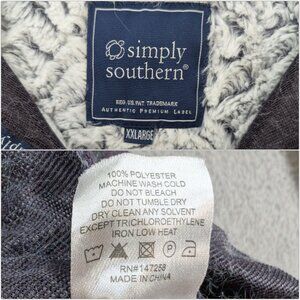 simply
southern®
REG. US. PAT TRADEMARK
AUTHENTIC PREMIUM LABEL
XXLARGE
100% POLYESTER
MACHINE WASH COLD
DO NOT BLEACH
DO NOT TUMBLE DRY
DRY CLEAN ANY SOLVENT
EXCEPT TRICHLOROETHYLENE
IRON LOW HEAT
RN#147258
MADE IN CHINA